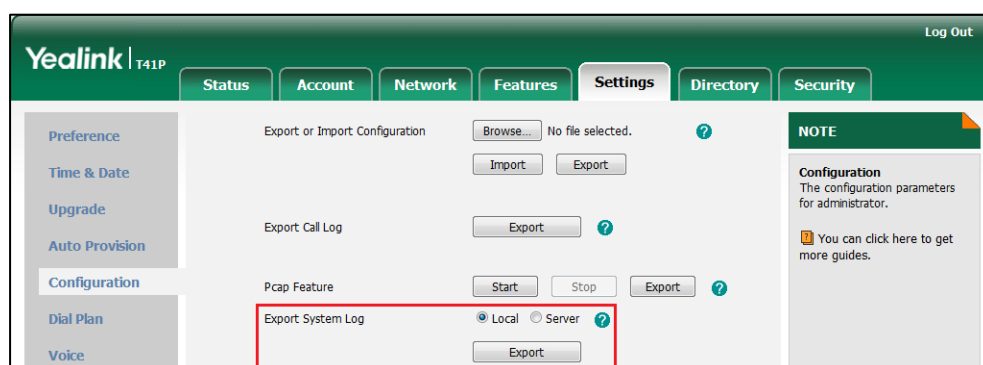 Log Out
Yealink T41P
Status Account Network Features Settings Directory Security
Preference
Time & Date
Upgrade
Auto Provision
Configuration
Dial Plan
Voice
Export or Import Configuration Browse... No file selected. ?
Import Export
Export Call Log Export ?
Pcap Feature Start Stop Export ?
Export System Log Local Server ?
Export
NOTE
Configuration
The configuration parameters
for administrator.
? You can click here to get
more guides.